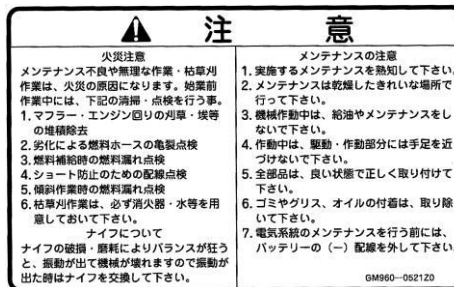 注 意
火災注意
メンテナンス不良や無理な作業・枯草刈
作業は、火災の原因になります。始業前
作業中には、下記の清掃・点検を行う事。
1.マフラー・エンジン回りの刈草・埃等
の堆積除去
2.劣化による燃料ホースの亀裂点検
3.燃料補給時の燃料漏れ点検
4.ショート防止のための配線点検
5.傾斜作業時の燃料漏れ点検
6.枯草刈作業は、必ず消火器・水等を用
意しておいて下さい。
ナイフについて
ナイフの破損・磨耗によりバランスが狂う
と、振動が出て機械が壊れますので振動が
出た時はナイフを交換して下さい。
メンテナンスの注意
1.実施するメンテナンスを熟知して下さい。
2.メンテナンスは乾燥したきれいな場所で
行って下さい。
3.機械作動中は、給油やメンテナンスをし
ないで下さい。
4.作動中は、駆動・作動部分には手足を近
づけないで下さい。
5.全部品は、良い状態で正しく取り付けて
下さい。
6.ゴミやグリス、オイルの付着は、取り除
いて下さい。
7.電気系統のメンテナンスを行う前には、
バッテリーの（−）配線を外して下さい。
GM960-0521Z0